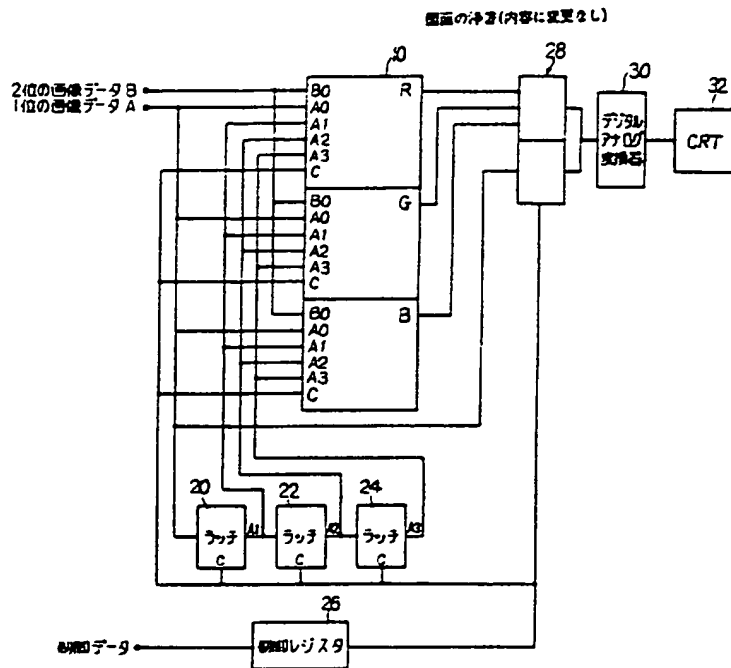 図面の浄書(内容に変更なし)
10
28
30
32
2位の画像データB
1位の画像データA
B0
A0
A1
A2
A3
C
R
B0
A0
A1
A2
A3
C
G
B0
A0
A1
A2
A3
C
B
デジタル
アナログ
変換器
CRT
20
ラッチ
C
A1
22
ラッチ
C
A2
24
ラッチ
C
A3
26
制御データ
制御レジスタ